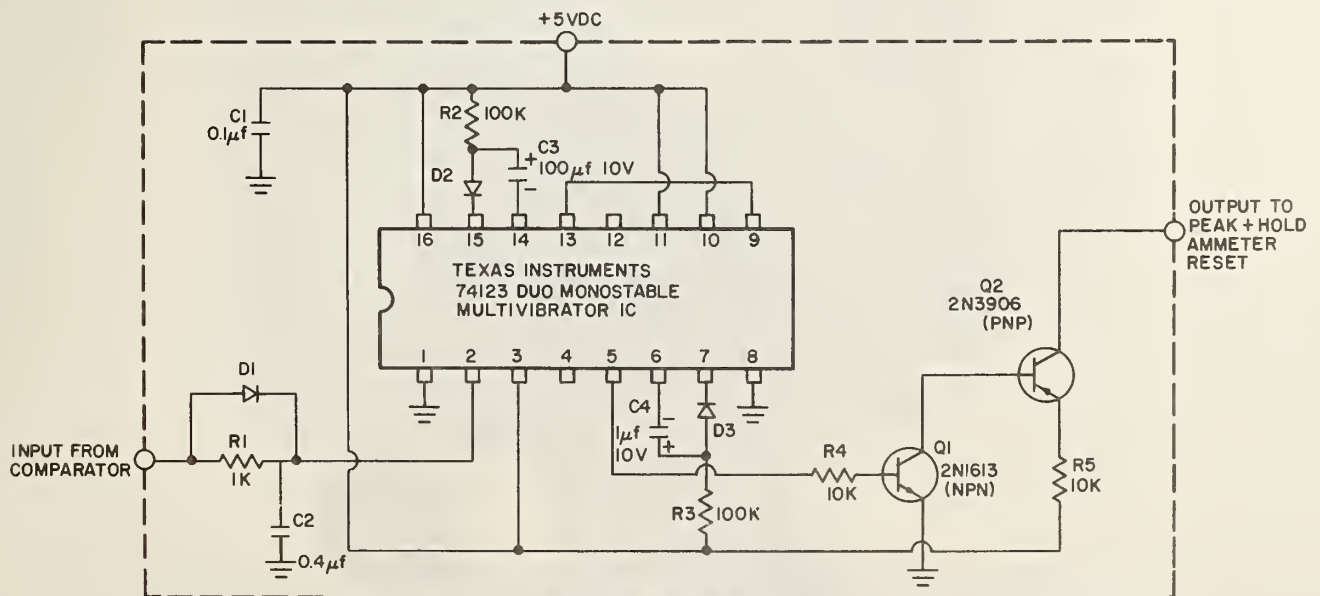 +5VDC
C1
0.1µf
R2
100K
D2
+
C3
100µf 10V
-
16
15
14
13
12
11
10
9
TEXAS INSTRUMENTS
74123 DUO MONOSTABLE
MULTIVIBRATOR IC
1
2
3
4
5
6
7
8
OUTPUT TO
PEAK + HOLD
AMMETER
RESET
Q2
2N3906
(PNP)
D1
R1
1K
INPUT FROM
COMPARATOR
C2
0.4µf
C4
-
1µf
10V
+
D3
R3
100K
R4
10K
Q1
2N1613
(NPN)
R5
10K